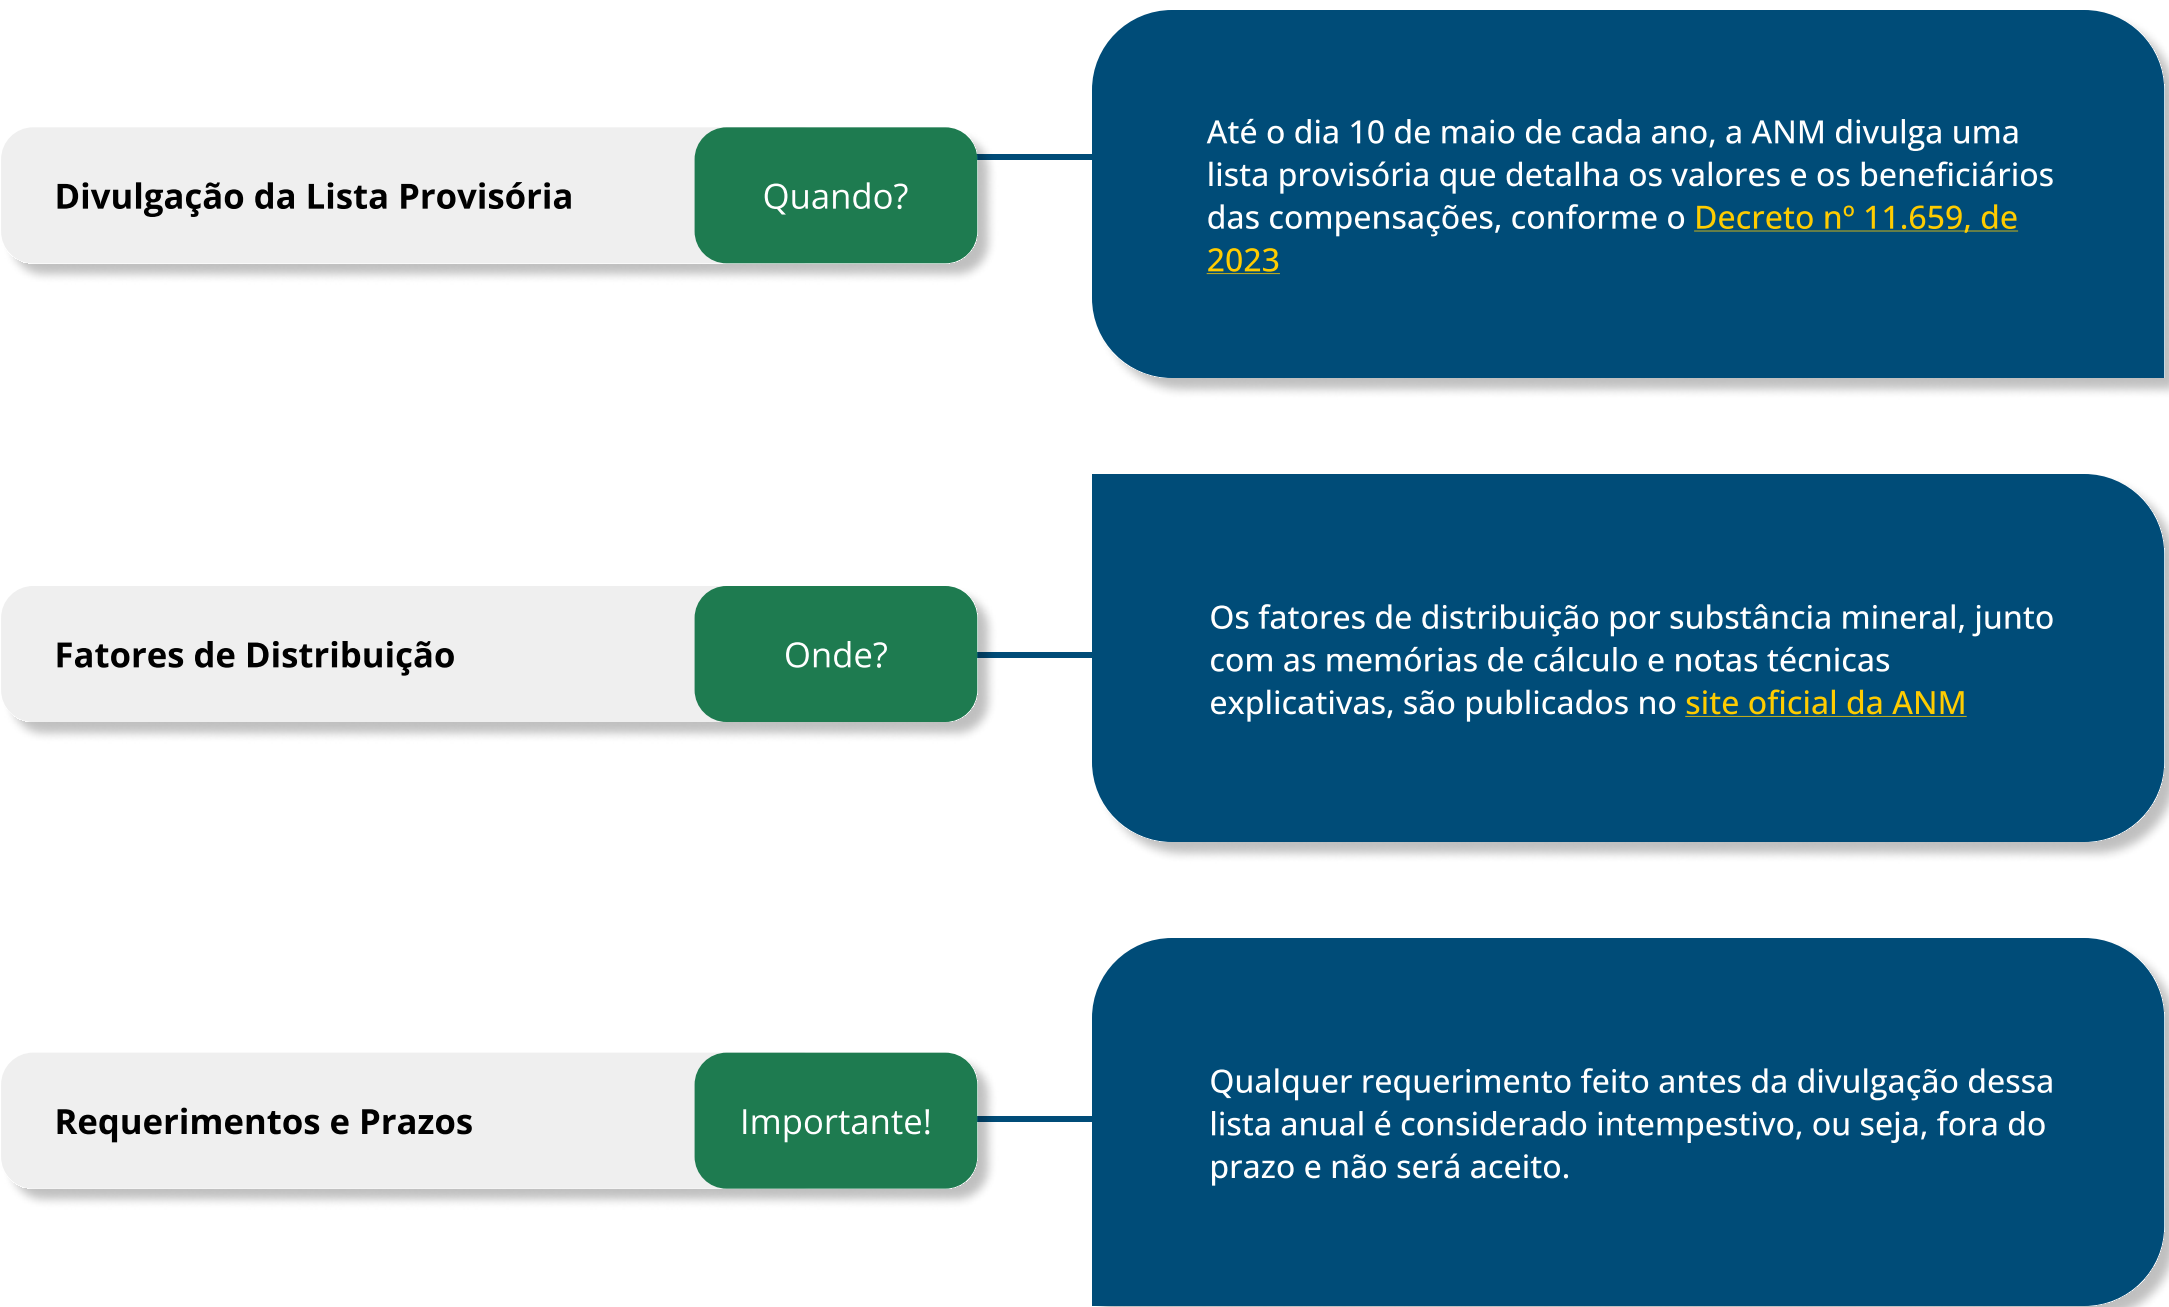 Divulgação da Lista Provisória
Quando?
Até o dia 10 de maio de cada ano, a ANM divulga uma
lista provisória que detalha os valores e os beneficiários
das compensações, conforme o Decreto nº 11.659, de
2023
Fatores de Distribuição
Onde?
Os fatores de distribuição por substância mineral, junto
com as memórias de cálculo e notas técnicas
explicativas, são publicados no site oficial da ANM
Requerimentos e Prazos
Importante!
Qualquer requerimento feito antes da divulgação dessa
lista anual é considerado intempestivo, ou seja, fora do
prazo e não será aceito.